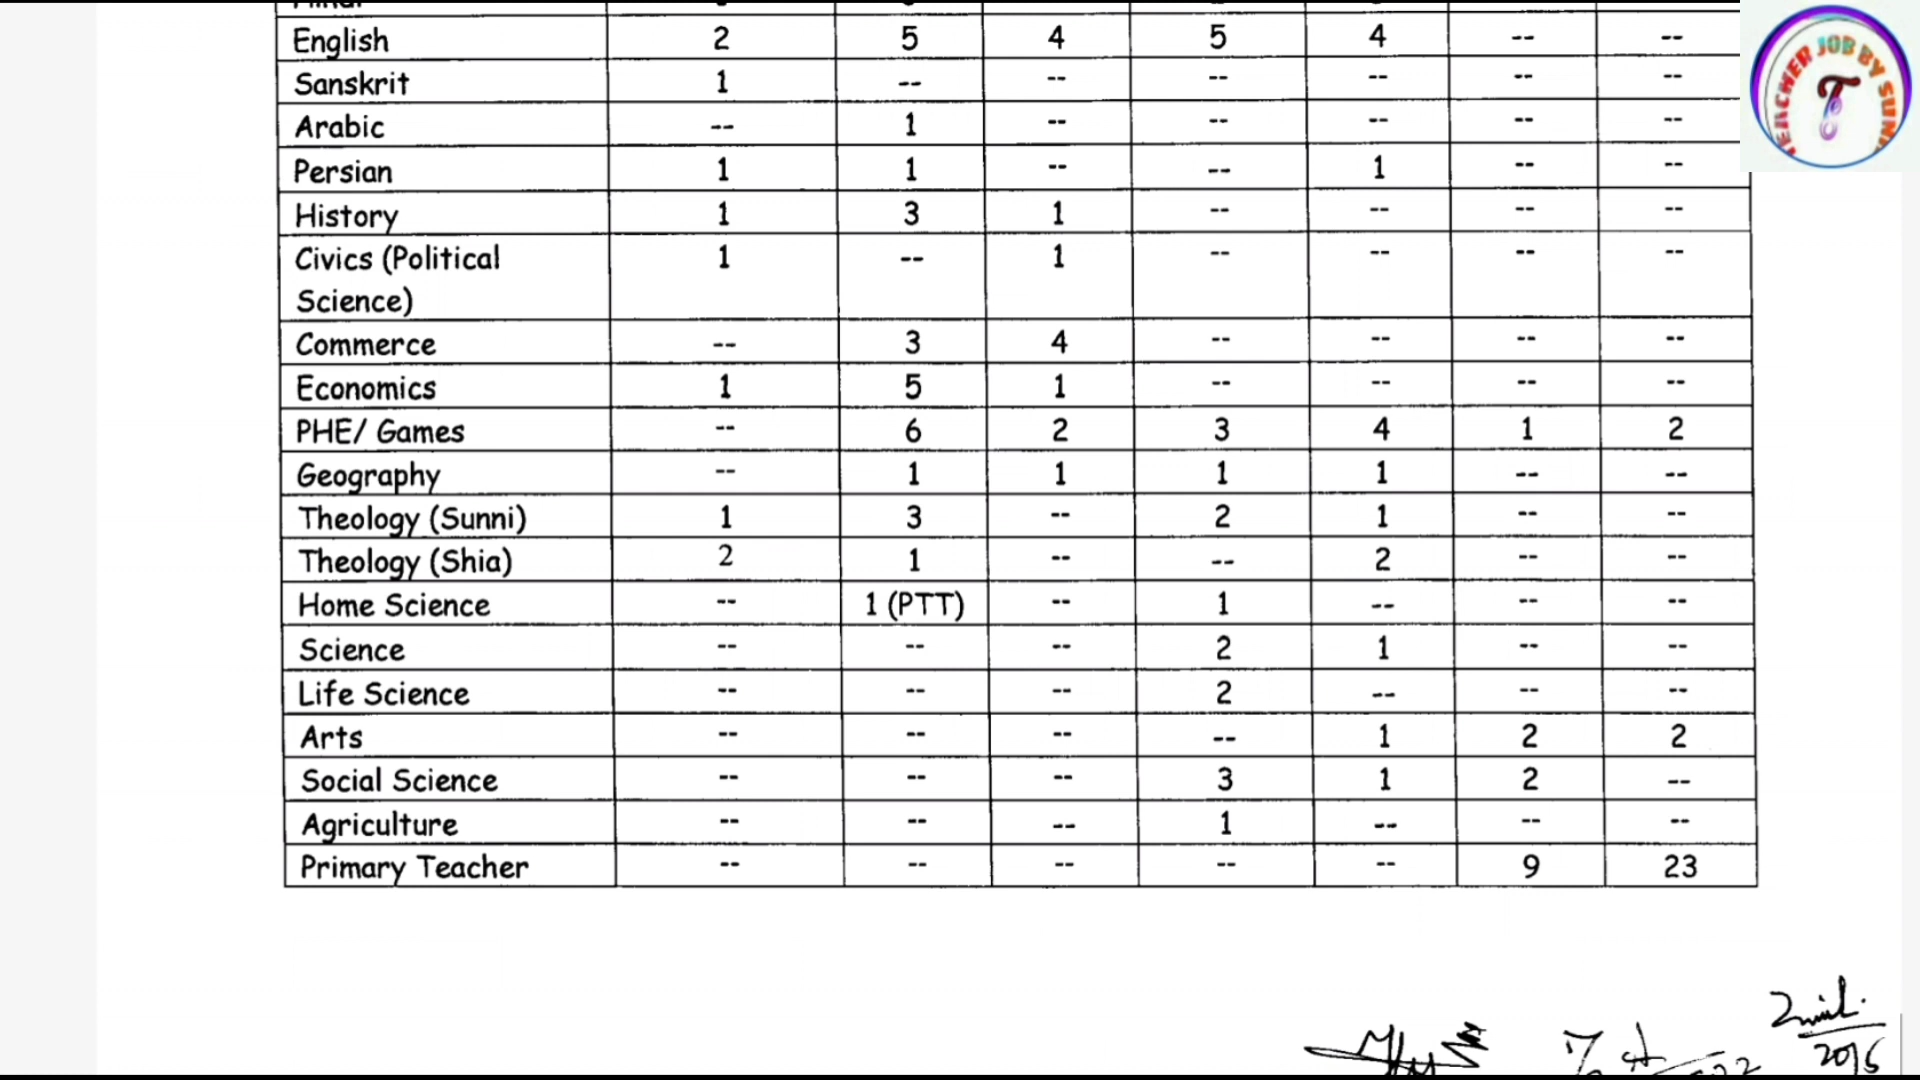 English 2 5 4 5 4 -- --
Sanskrit 1 -- -- -- -- -- --
Arabic -- 1 -- -- -- -- --
Persian 1 1 -- -- 1 -- --
History 1 3 1 -- -- -- --
Civics (Political 1 -- 1 -- -- -- --
Science)
Commerce -- 3 4 -- -- -- --
Economics 1 5 1 -- -- -- --
PHE/ Games -- 6 2 3 4 1 2
Geography -- 1 1 1 1 -- --
Theology (Sunni) 1 3 -- 2 1 -- --
Theology (Shia) 2 1 -- -- 2 -- --
Home Science -- 1 (PTT) -- 1 -- -- --
Science -- -- -- 2 1 -- --
Life Science -- -- -- 2 -- -- --
Arts -- -- -- -- 1 2 2
Social Science -- -- -- 3 1 2 --
Agriculture -- -- -- 1 -- -- --
Primary Teacher -- -- -- -- -- 9 23
TEACHER JOB BY
T